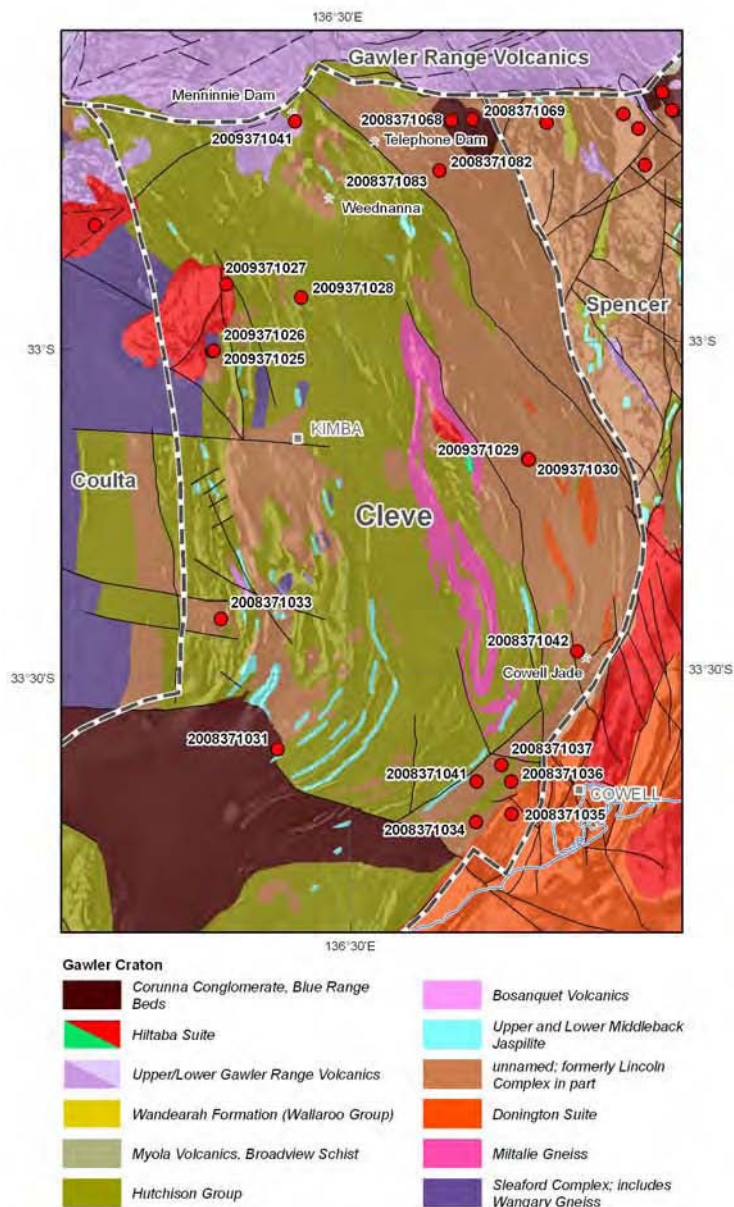 136°30'E
Gawler Range Volcanics
Menninnie Dam
2008371069
2008371068
2009371041
Telephone Dam
2008371082
2008371083
Weednanna
2009371027
2009371028
Spencer
2009371026
33°S
33°S
2009371025
KIMBA
2009371029
2009371030
Coulta
Cleve
2008371033
2008371042
Cowell Jade
33°30'S
33°30'S
2008371031
2008371037
2008371041
2008371036
COWELL
2008371035
2008371034
136°30'E
Gawler Craton
Corunna Conglomerate, Blue Range
Beds
Hiltaba Suite
Upper/Lower Gawler Range Volcanics
Wandearah Formation (Wallaroo Group)
Myola Volcanics. Broadview Schist
Hutchison Group
Bosanquet Volcanics
Upper and Lower Middleback
Jaspilite
unnamed; formerly Lincoln
Complex in part
Donington Suite
Miltalie Gneiss
Sleaford Complex; includes
Wangary Gneiss